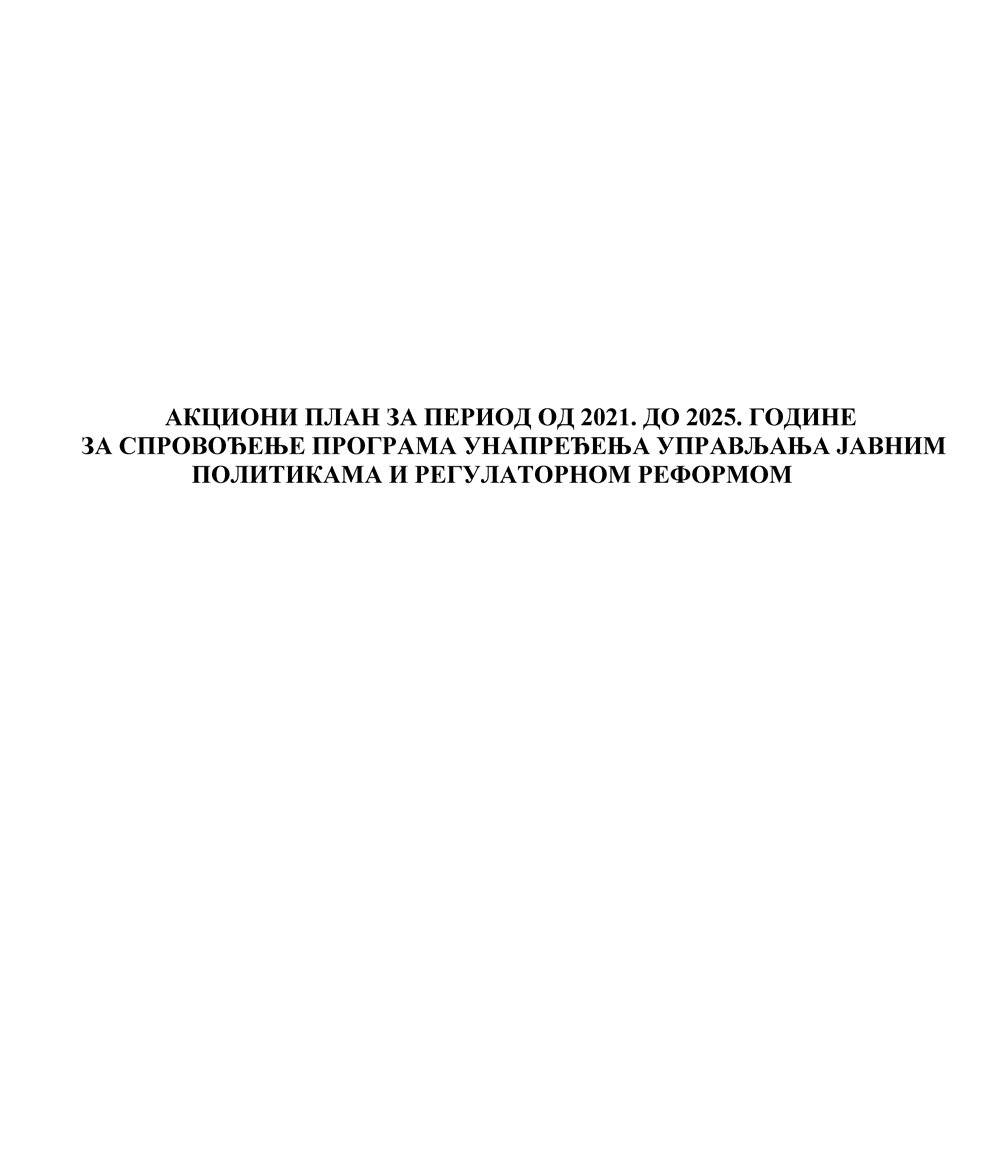 АКЦИОНИ ПЛАН ЗА ПЕРИОД ОД 2021. ДО 2025. ГОДИНЕ
ЗА СПРОВОЂЕЊЕ ПРОГРАМА УНАПРЕЂЕЊА УПРАВЉАЊА ЈАВНИМ
ПОЛИТИКАМА И РЕГУЛАТОРНОМ РЕФОРМОМ